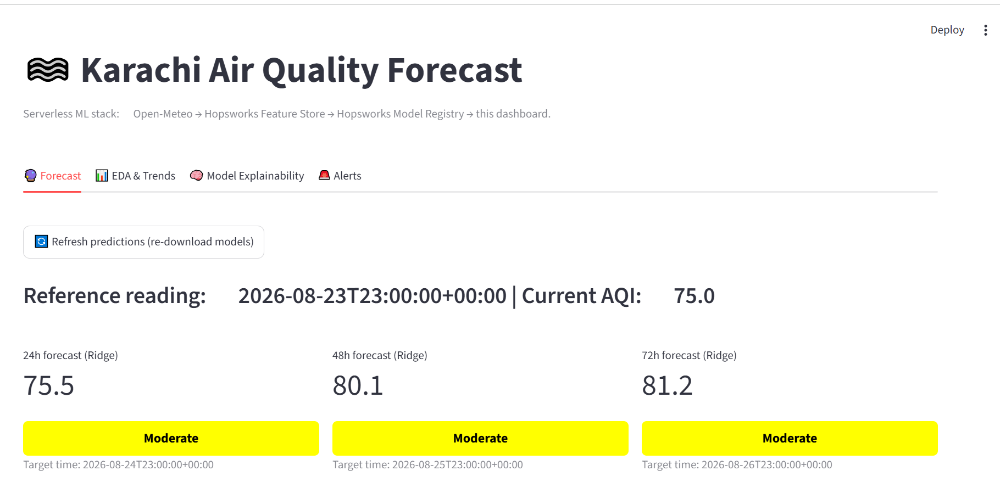 Deploy
Karachi Air Quality Forecast
Serverless ML stack: Open-Meteo → Hopsworks Feature Store → Hopsworks Model Registry → this dashboard.
Forecast EDA & Trends Model Explainability Alerts
Refresh predictions (re-download models)
Reference reading: 2026-08-23T23:00:00+00:00 | Current AQI: 75.0
24h forecast (Ridge) 48h forecast (Ridge) 72h forecast (Ridge)
75.5 80.1 81.2
Moderate Moderate Moderate
Target time: 2026-08-24T23:00:00+00:00 Target time: 2026-08-25T23:00:00+00:00 Target time: 2026-08-26T23:00:00+00:00